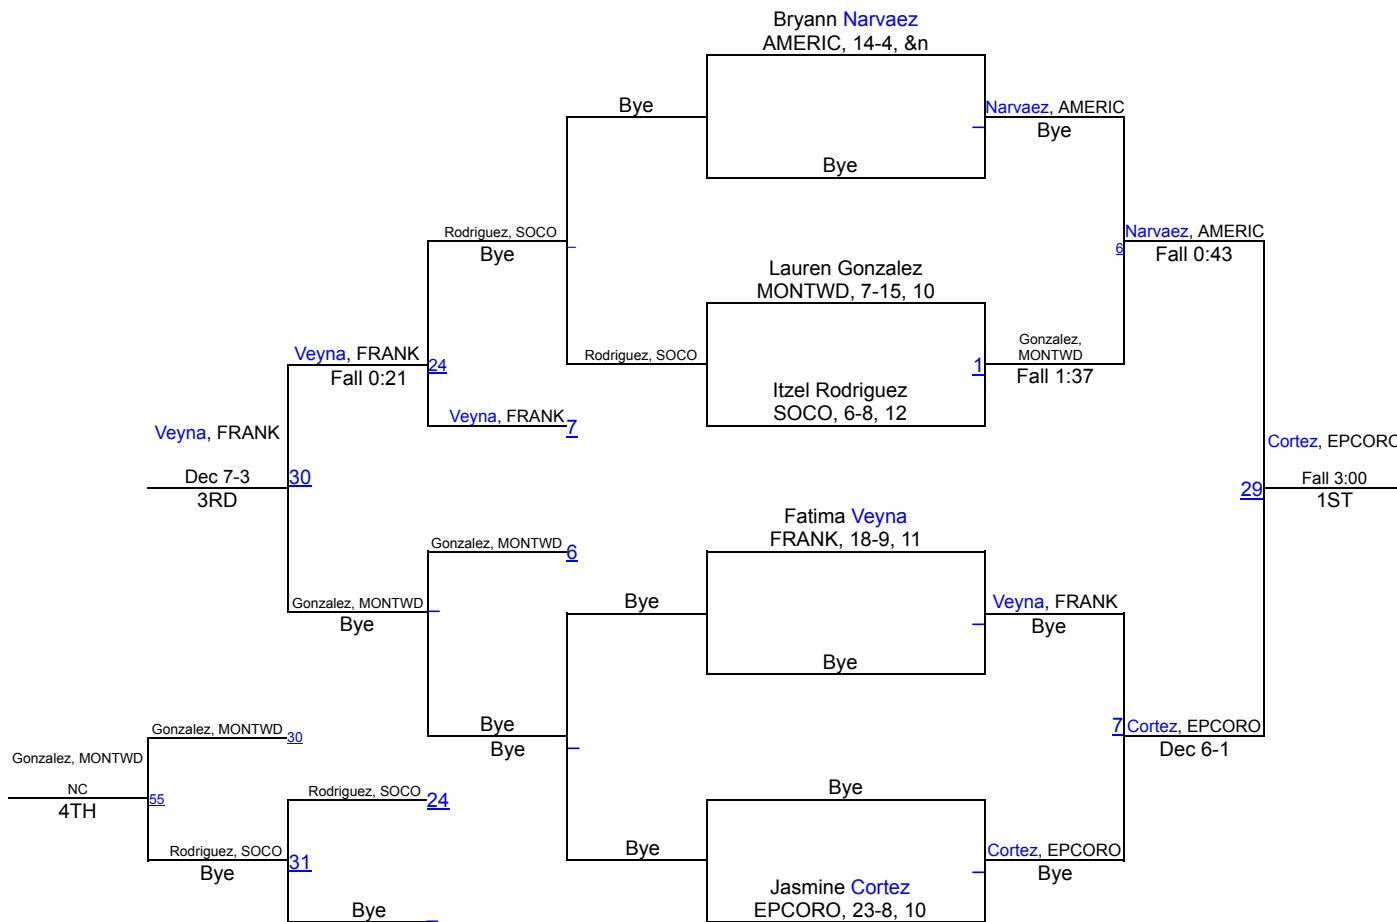 Bryann Narvaez
AMERIC, 14-4, &n
Bye
Narvaez, AMERIC
Bye
Bye
Rodriguez, SOCO
Bye
Narvaez, AMERIC
6
Fall 0:43
Lauren Gonzalez
MONTWD, 7-15, 10
Gonzalez,
MONTWD
Fall 1:37
Rodriguez, SOCO
1
Veyna, FRANK
24
Fall 0:21
Itzel Rodriguez
SOCO, 6-8, 12
Veyna, FRANK
7
Veyna, FRANK
Dec 7-3
30
3RD
Cortez, EPCORO
Fall 3:00
29
1ST
Fatima Veyna
FRANK, 18-9, 11
Gonzalez, MONTWD
6
Gonzalez, MONTWD
Bye
Bye
Veyna, FRANK
Bye
Bye
Bye
Bye
7
Cortez, EPCORO
Dec 6-1
Gonzalez, MONTWD
30
Gonzalez, MONTWD
NC
55
4TH
Rodriguez, SOCO
24
Bye
Rodriguez, SOCO
31
Bye
Bye
Cortez, EPCORO
Bye
Jasmine Cortez
EPCORO, 23-8, 10
Bye